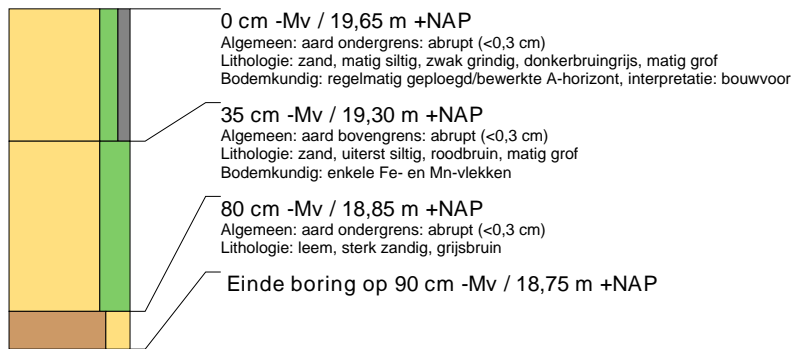 0 cm -Mv / 19,65 m +NAP
Algemeen: aard ondergrens: abrupt (<0,3 cm)
Lithologie: zand, matig siltig, zwak grindig, donkerbruingrijs, matig grof
Bodemkundig: regelmatig geploegd/bewerkte A-horizont, interpretatie: bouwvoor
35 cm -Mv / 19,30 m +NAP
Algemeen: aard bovengrens: abrupt (<0,3 cm)
Lithologie: zand, uiterst siltig, roodbruin, matig grof
Bodemkundig: enkele Fe- en Mn-vlekken
80 cm -Mv / 18,85 m +NAP
Algemeen: aard ondergrens: abrupt (<0,3 cm)
Lithologie: leem, sterk zandig, grijsbruin
Einde boring op 90 cm -Mv / 18,75 m +NAP